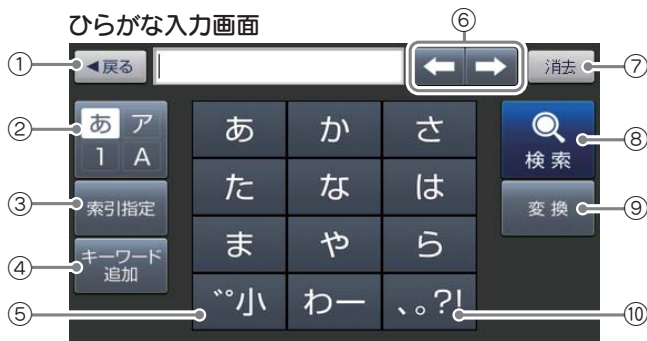 ひらがな入力画面
⑥
① ◀戻る ← → 消去 ⑦
② あ ア あ か さ 検索 ⑧
1 A
③ 索引指定 た な は 変換 ⑨
④ キーワード ま や ら
追加
⑤ ゛゜小 わー 、。?! ⑩